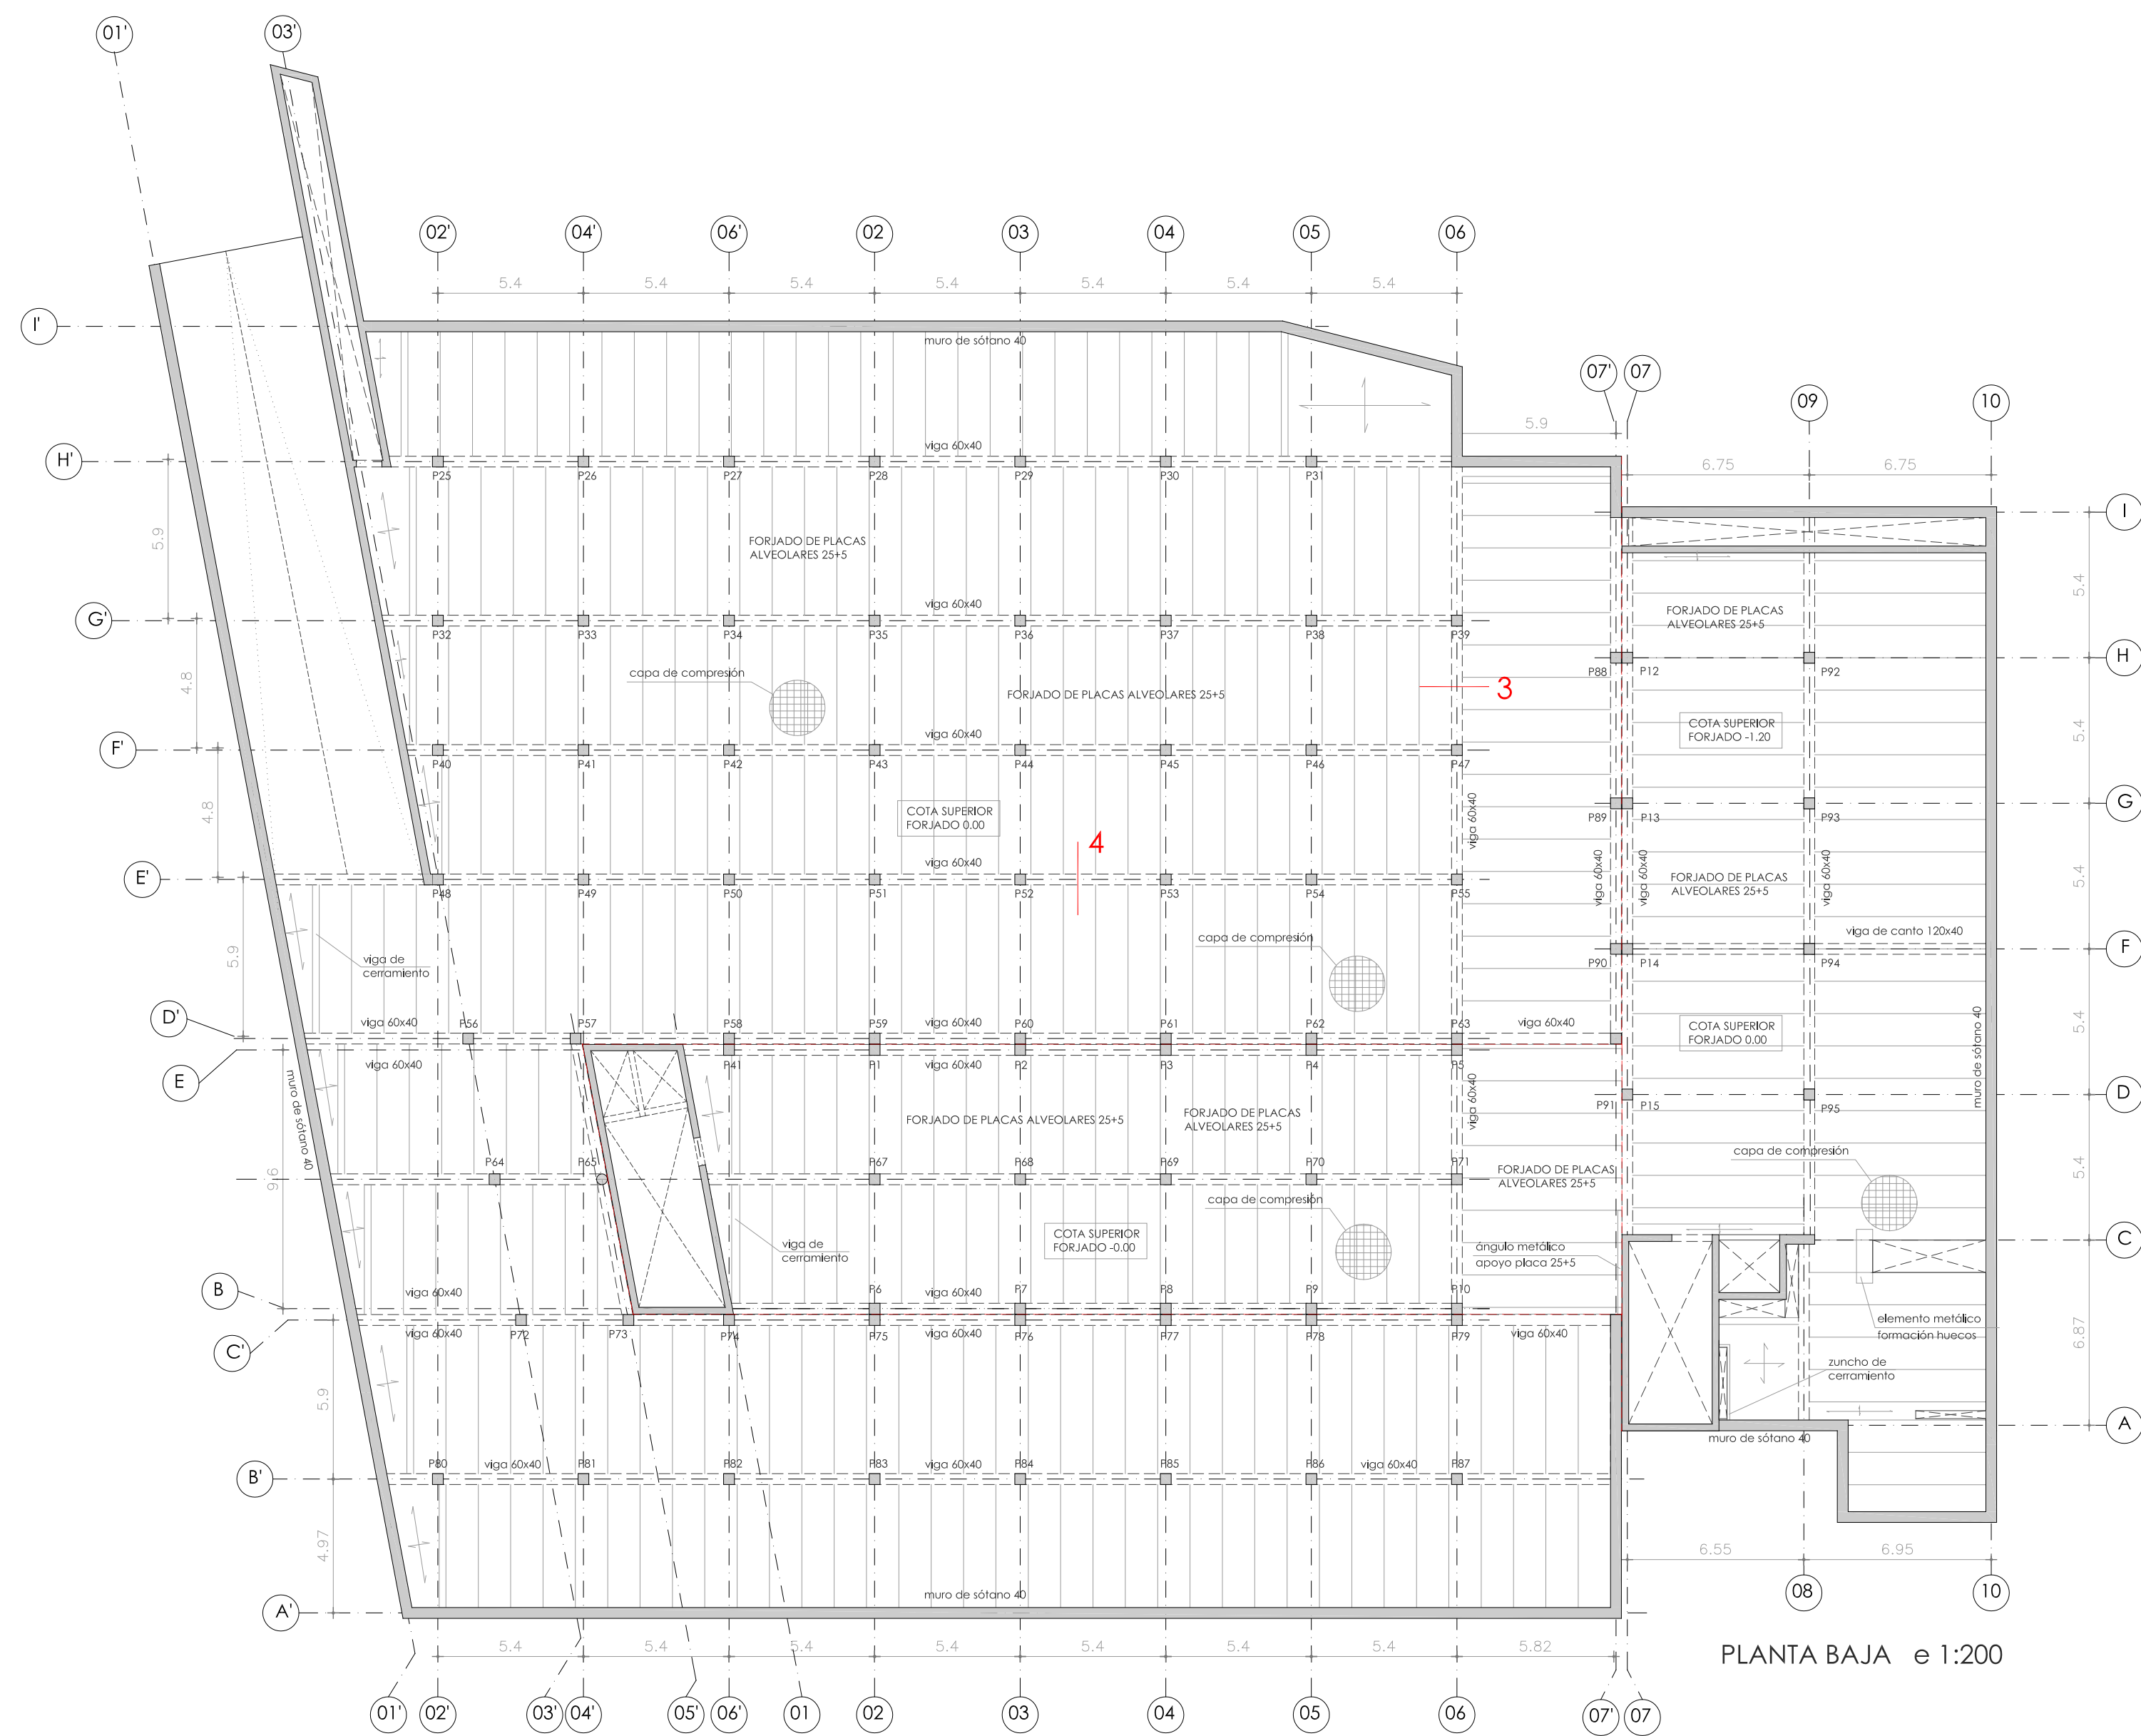 01'
03'
02'
04'
06'
02
03
04
05
06
5.4
5.4
5.4
5.4
5.4
5.4
5.4
I'
muro de sótano 40
07'
07
09
10
5.9
6.75
6.75
H'
viga 60x40
P25
P26
P27
P28
P29
P30
P31
I
5.9
FORJADO DE PLACAS
ALVEOLARES 25+5
5.4
G'
viga 60x40
FORJADO DE PLACAS
ALVEOLARES 25+5
P32
P33
P34
P35
P36
P37
P38
P39
H
P88
P12
P92
4.8
capa de compresión
FORJADO DE PLACAS ALVEOLARES 25+5
3
COTA SUPERIOR
FORJADO -1.20
5.4
F'
viga 60x40
P40
P41
P42
P43
P44
P45
P46
P47
4.8
COTA SUPERIOR
FORJADO 0.00
4
viga 60x40
G
P89
P13
P93
E'
viga 60x40
P48
P49
P50
P51
P52
P53
P54
P55
viga 60x40
viga 60x40
viga 60x40
FORJADO DE PLACAS
ALVEOLARES 25+5
5.4
5.9
viga de
cerramiento
capa de compresión
viga de canto 120x40
F
P90
P14
P94
D'
viga 60x40
P56
P57
P58
P59
viga 60x40
P60
P61
P62
P63
viga 60x40
COTA SUPERIOR
FORJADO 0.00
5.4
E
viga 60x40
P41
P1
viga 60x40
P2
P3
P4
P5
muro de sótano 40
muro de sótano 40
viga 60x40
FORJADO DE PLACAS ALVEOLARES 25+5
FORJADO DE PLACAS
ALVEOLARES 25+5
P91
P15
P95
D
9.6
P64
P65
P67
P68
P69
P70
P71
FORJADO DE PLACAS
ALVEOLARES 25+5
capa de compresión
5.4
capa de compresión
viga de
cerramiento
COTA SUPERIOR
FORJADO -0.00
ángulo metálico
apoyo placa 25+5
C
B
viga 60x40
P6
viga 60x40
P7
P8
P9
P10
elemento metálico
formación huecos
C'
viga 60x40
P72
P73
P74
P75
viga 60x40
P76
P77
P78
P79
viga 60x40
6.87
zuncho de
cerramiento
5.9
A
muro de sótano 40
B'
P80
viga 60x40
P81
P82
P83
viga 60x40
P84
P85
P86
viga 60x40
P87
4.97
6.55
6.95
A'
muro de sótano 40
08
10
5.4
5.4
5.4
5.4
5.4
5.4
5.4
5.82
PLANTA BAJA e 1:200
01'
02'
03'
04'
05'
06'
01
02
03
04
05
06
07'
07